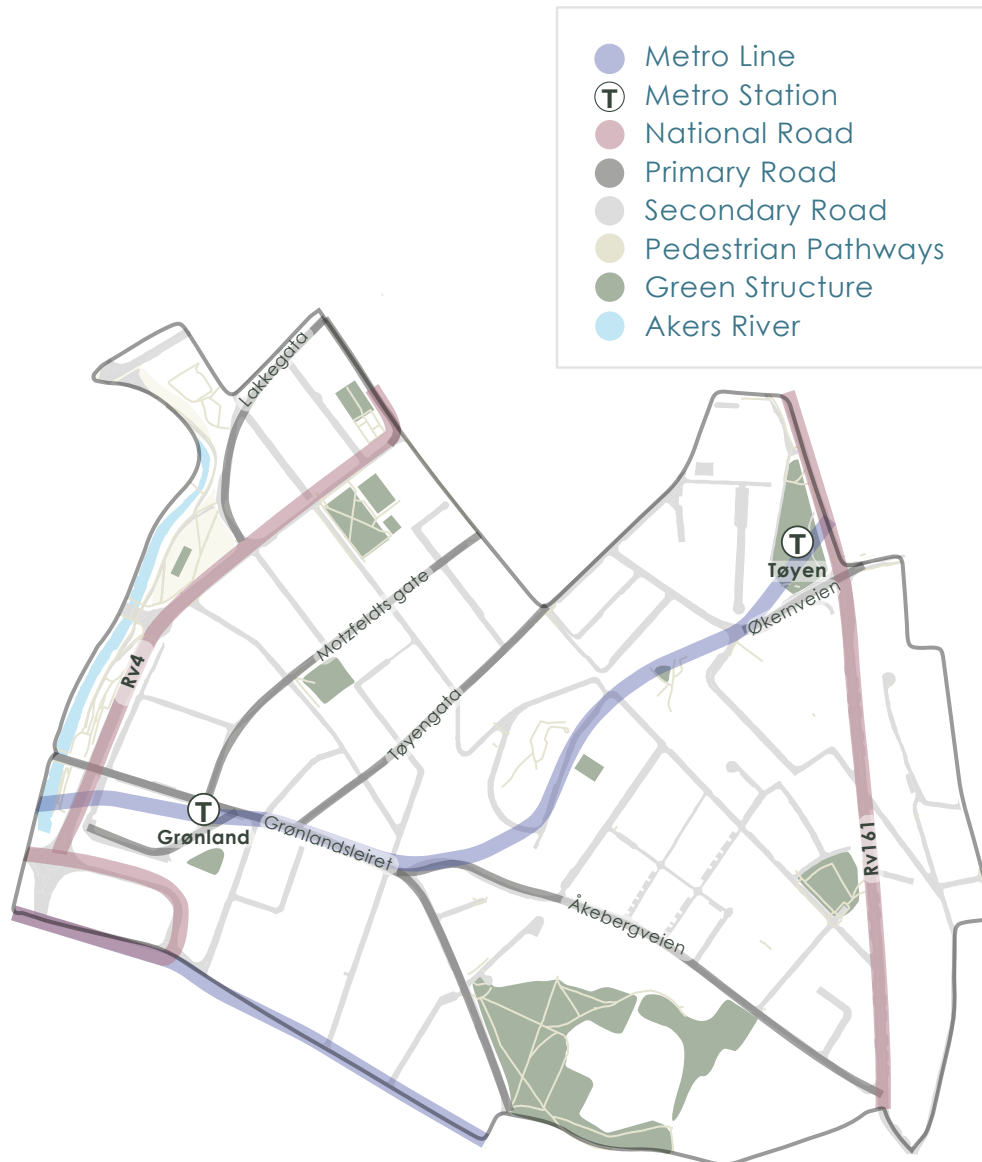 Metro Line
T Metro Station
National Road
Primary Road
Secondary Road
Pedestrian Pathways
Green Structure
Akers River
Lakkegata
T
Tøyen
Økernveien
Motzfeldts gate
Rv4
Tøyengata
T
Grønland
Grønlandsleiret
Rv161
Åkebergveien